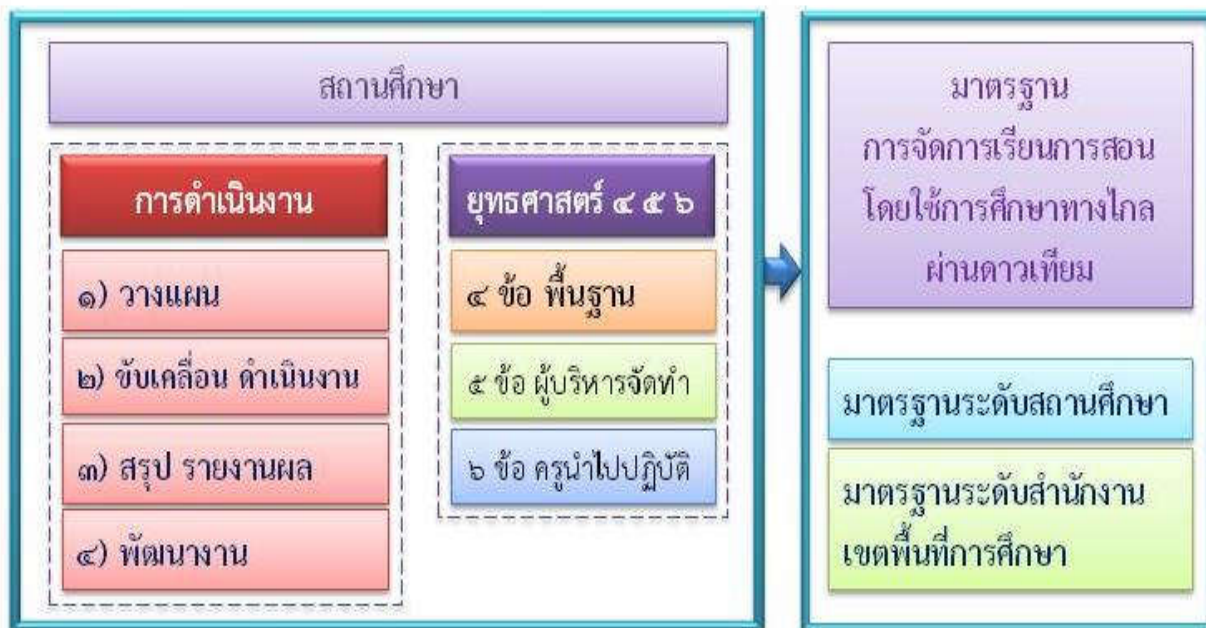 สถานศึกษา
การดำเนินงาน
๑) วางแผน
๒) ขับเคลื่อน ดำเนินงาน
๓) สรุป รายงานผล
๔) พัฒนางาน
ยุทธศาสตร์ ๔ ๕ ๖
๔ ข้อ พื้นฐาน
๕ ข้อ ผู้บริหารจัดทำ
๖ ข้อ ครูนำไปปฏิบัติ
มาตรฐาน
การจัดการเรียนการสอน
โดยใช้การศึกษาทางไกล
ผ่านดาวเทียม
มาตรฐานระดับสถานศึกษา
มาตรฐานระดับสำนักงาน
เขตพื้นที่การศึกษา